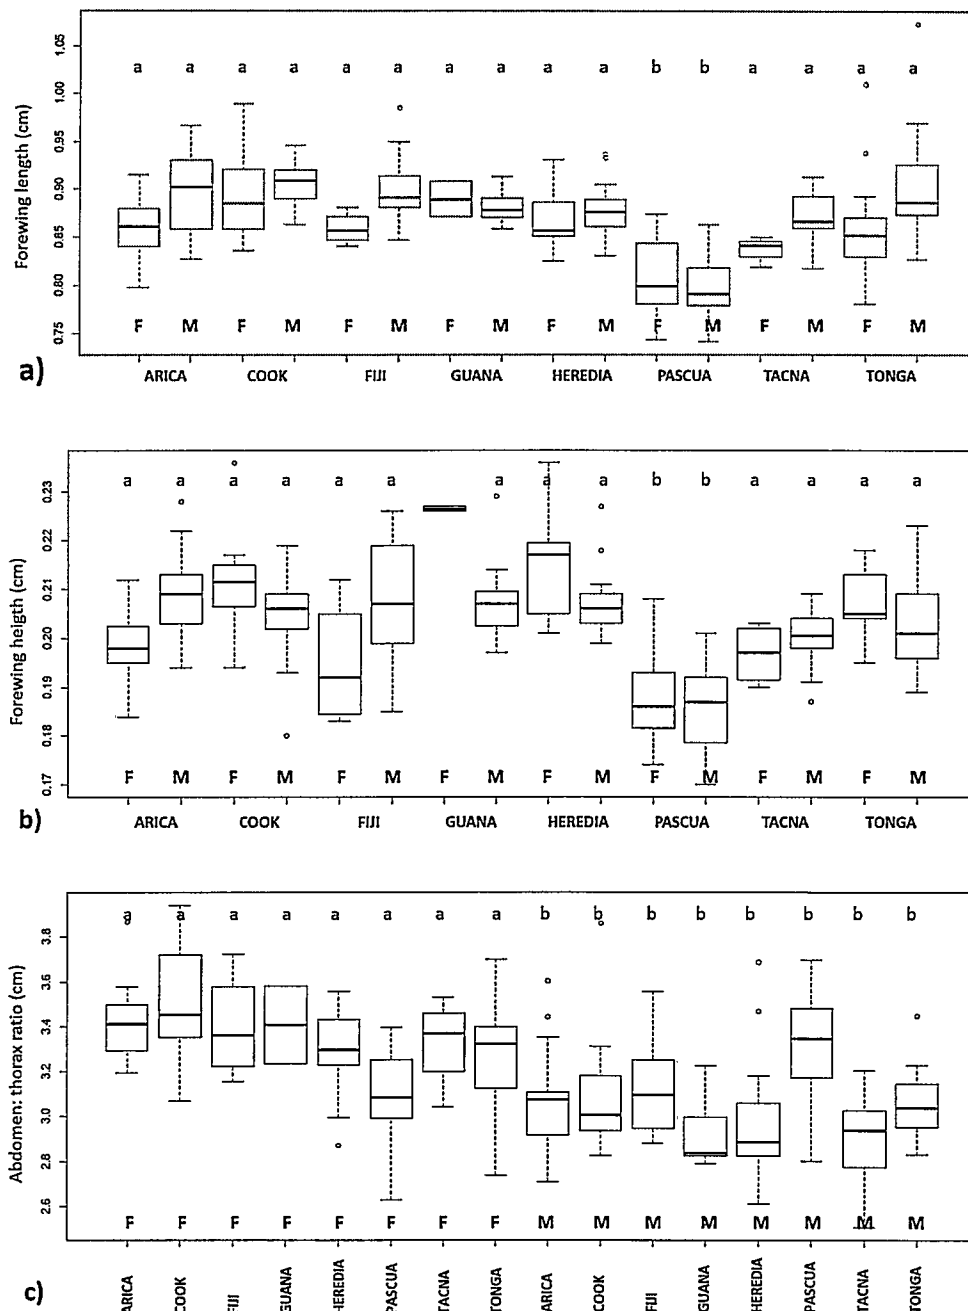 1.05
1.00
0.95
0.90
0.85
0.80
0.75
Forewing length (cm)
a a a a a a a a a a b b a a a a
F M F M F M F M F M F M F M F M
ARICA COOK FIJI GUANA HEREDIA PASCUA TACNA TONGA
a)
0.23
0.22
0.21
0.20
0.19
0.18
0.17
Forewing heigth (cm)
a a a a a a a a a b b a a a a
F M F M F M F M F M F M F M F M
ARICA COOK FIJI GUANA HEREDIA PASCUA TACNA TONGA
b)
3.8
3.6
3.4
3.2
3.0
2.8
2.6
Abdomen: thorax ratio (cm)
a a a a a a a a b b b b b b b b
F F F F F F F F M M M M M M M M
ARICA COOK FIJI GUANA HEREDIA PASCUA TACNA TONGA ARICA COOK FIJI GUANA HEREDIA PASCUA TACNA TONGA
c)